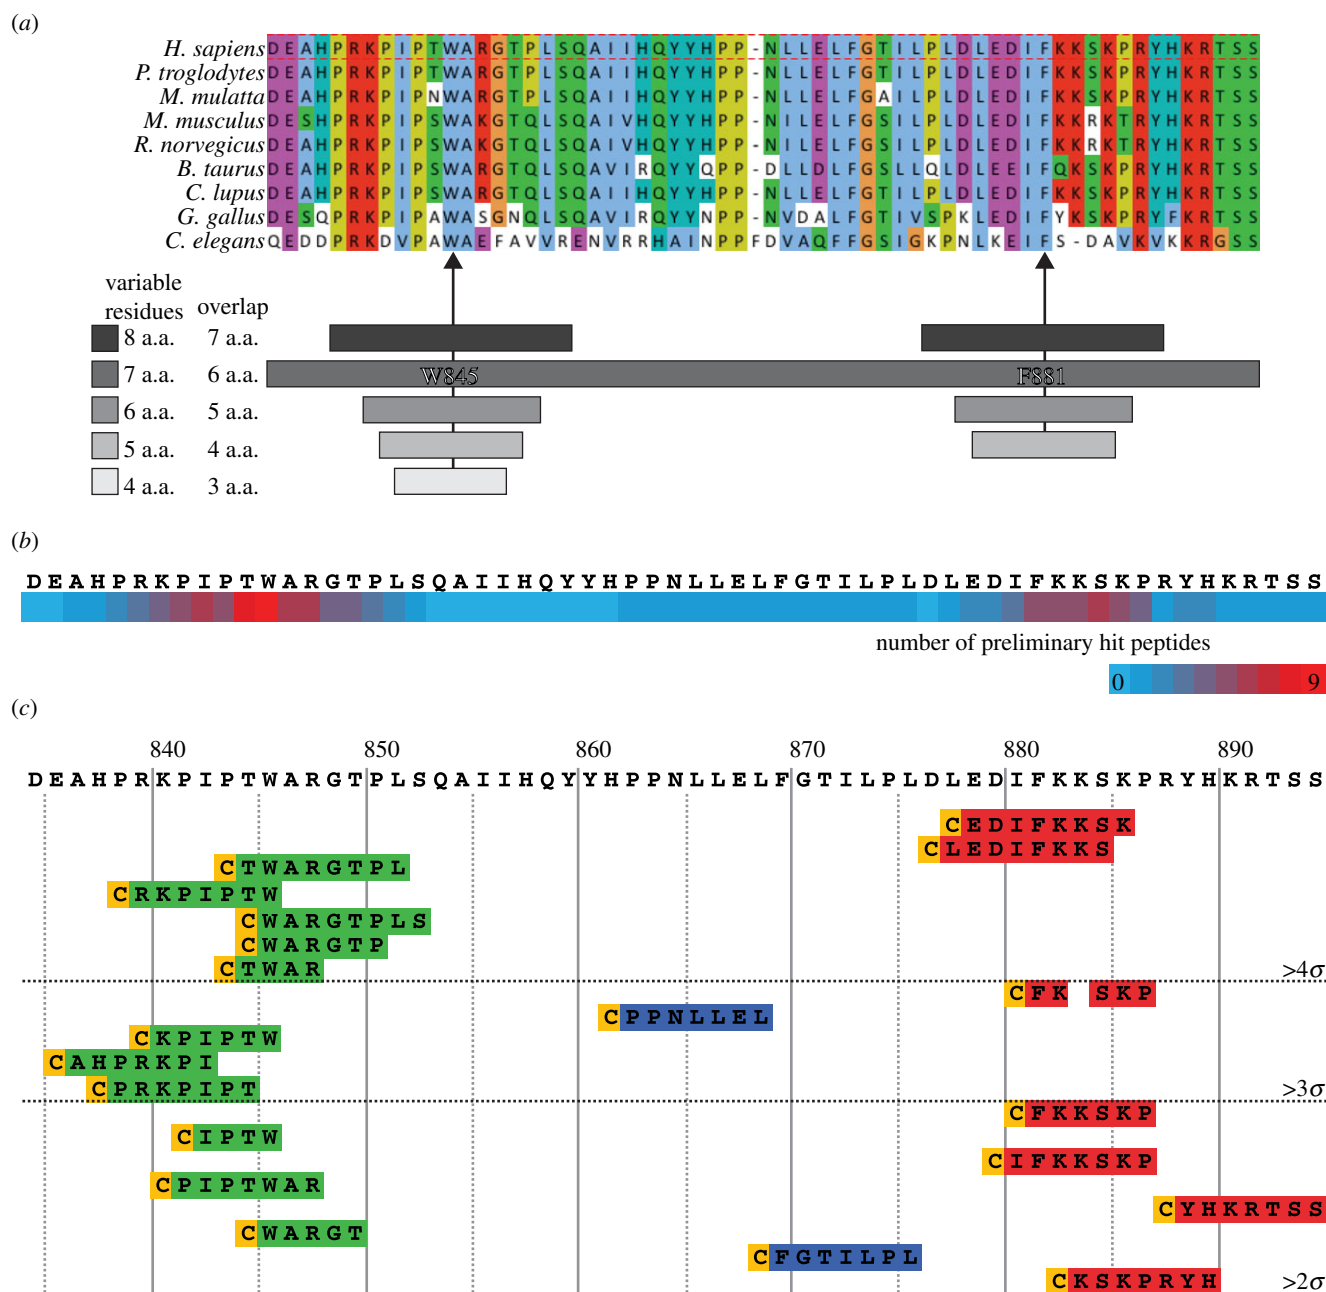 (a)
H. sapiens DEAHPRKPIPTWARGTPLSQAIIHQYYHPP-NLLELFGTILPLDLEDIFKKSKPRYHKRTSS
P. troglodytes DEAHPRKPIPTWARGTPLSQAIIHQYYHPP-NLLELFGTILPLDLEDIFKKSKPRYHKRTSS
M. mulatta DEAHPRKPIPNWARGTPLSQAIIHQYYHPP-NLLELFGAILPLDLEDIFKKSKPRYHKRTSS
M. musculus DESHPRKPIPSWAKGTQLSQAIVHQYYHPP-NLLELFGSILPLDLEDIFKKRKTRYHKRTSS
R. norvegicus DEAHPRKPIPSWAKGTQLSQAIVHQYYHPP-NILELFGSILPLDLEDIFKKRKTRYHKRTSS
B. taurus DEAHPRKPIPSWARGTQLSQAVIRQYYQPP-DLLDLFGSLLQLDLEEIFQKSKPRYHKRTSS
C. lupus DEAHPRKPIPSWARGTQLSQAIIHQYYHPP-NLLELFGTILPLDLEEIFKKSKPRYHKRTSS
G. gallus DESQPRKPIPAWASGNQLSQAVIRQYYNPP-NVDALFGTIVSPKLEDIFYKSKPRYFKRTSS
C. elegans QEDDPRKDVPAWAEFAVVRENVRRHAINPPFDVAQFFGSIGKPNLKEIFS-DAVKVKKRGSS
variable residues overlap
8 a.a. 7 a.a.
7 a.a. 6 a.a. W845 F881
6 a.a. 5 a.a.
5 a.a. 4 a.a.
4 a.a. 3 a.a.
(b)
DEAHPRKPIPTWARGTPLSQAIIHQYYHPPNLLELFGTILPLDLEDIFKKSKPRYHKRTSS
number of preliminary hit peptides
0 9
(c)
840 850 860 870 880 890
DEAHPRKPIPTWARGTPLSQAIIHQYYHPPNLLELFGTILPLDLEDIFKKSKPRYHKRTSS
CEDIFKKSK
CLEDIFKKS
CTWARGTPL
CRKPIPTW
CWARGTPLS
CWARGTP
CTWAR
>4σ
CFK SKP
CPPNLLEL
CKPIPTW
CAHPRKPI
CPRKPIPT
>3σ
CFKKSKP
CIPTW
CIFKKSKP
CPIPTWAR
CYHKRTSS
CWARGT
CFGTILPL
CKSKPRYH
>2σ